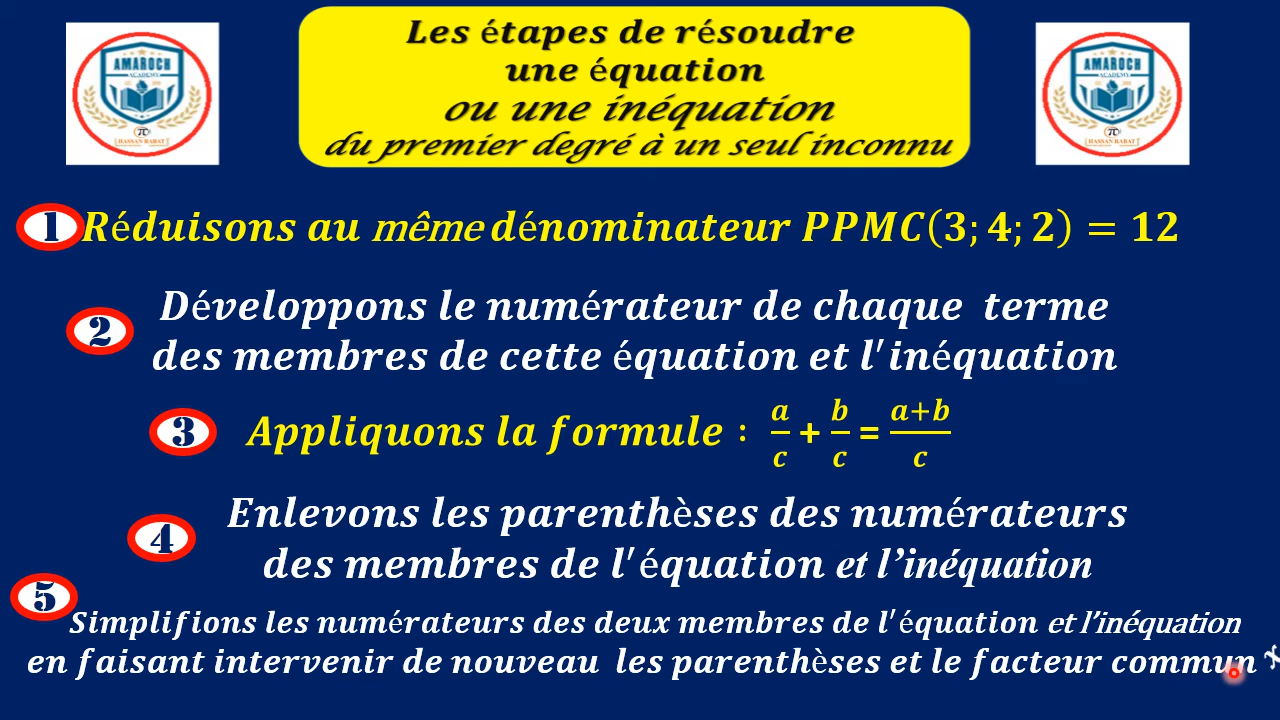 AMAROCH
ACADEMY
π
HASSAN RABAT
Les étapes de résoudre
une équation
ou une inéquation
du premier degré à un seul inconnu
AMAROCH
ACADEMY
π
HASSAN RABAT
1 Réduisons au même dénominateur PPMC(3;4;2) = 12
2 Développons le numérateur de chaque terme
des membres de cette équation et l'inéquation
3 Appliquons la formule : a/c + b/c = a+b/c
4 Enlevons les parenthèses des numérateurs
des membres de l'équation et l’inéquation
5
Simplifions les numérateurs des deux membres de l'équation et l’inéquation
en faisant intervenir de nouveau les parenthèses et le facteur commun x